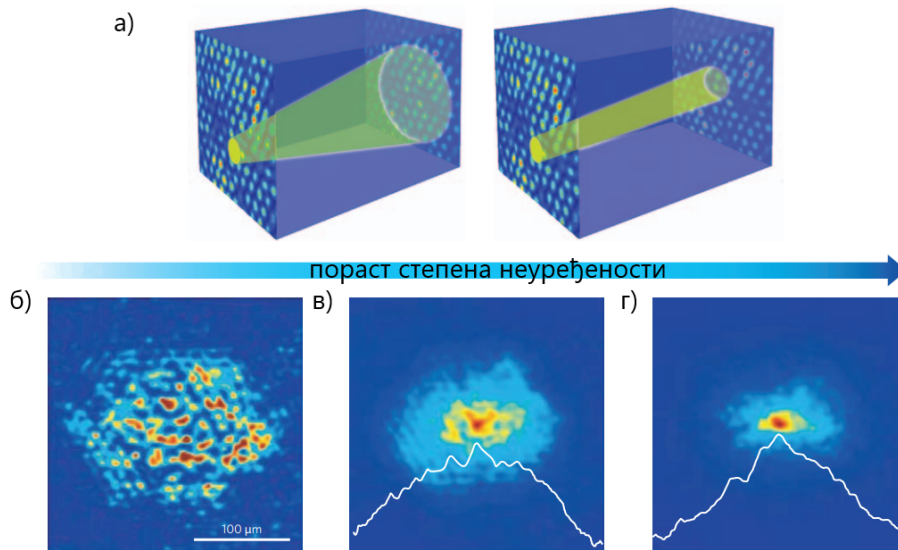 а)
пораст степена неуређености
б)
в)
г)
100 μm